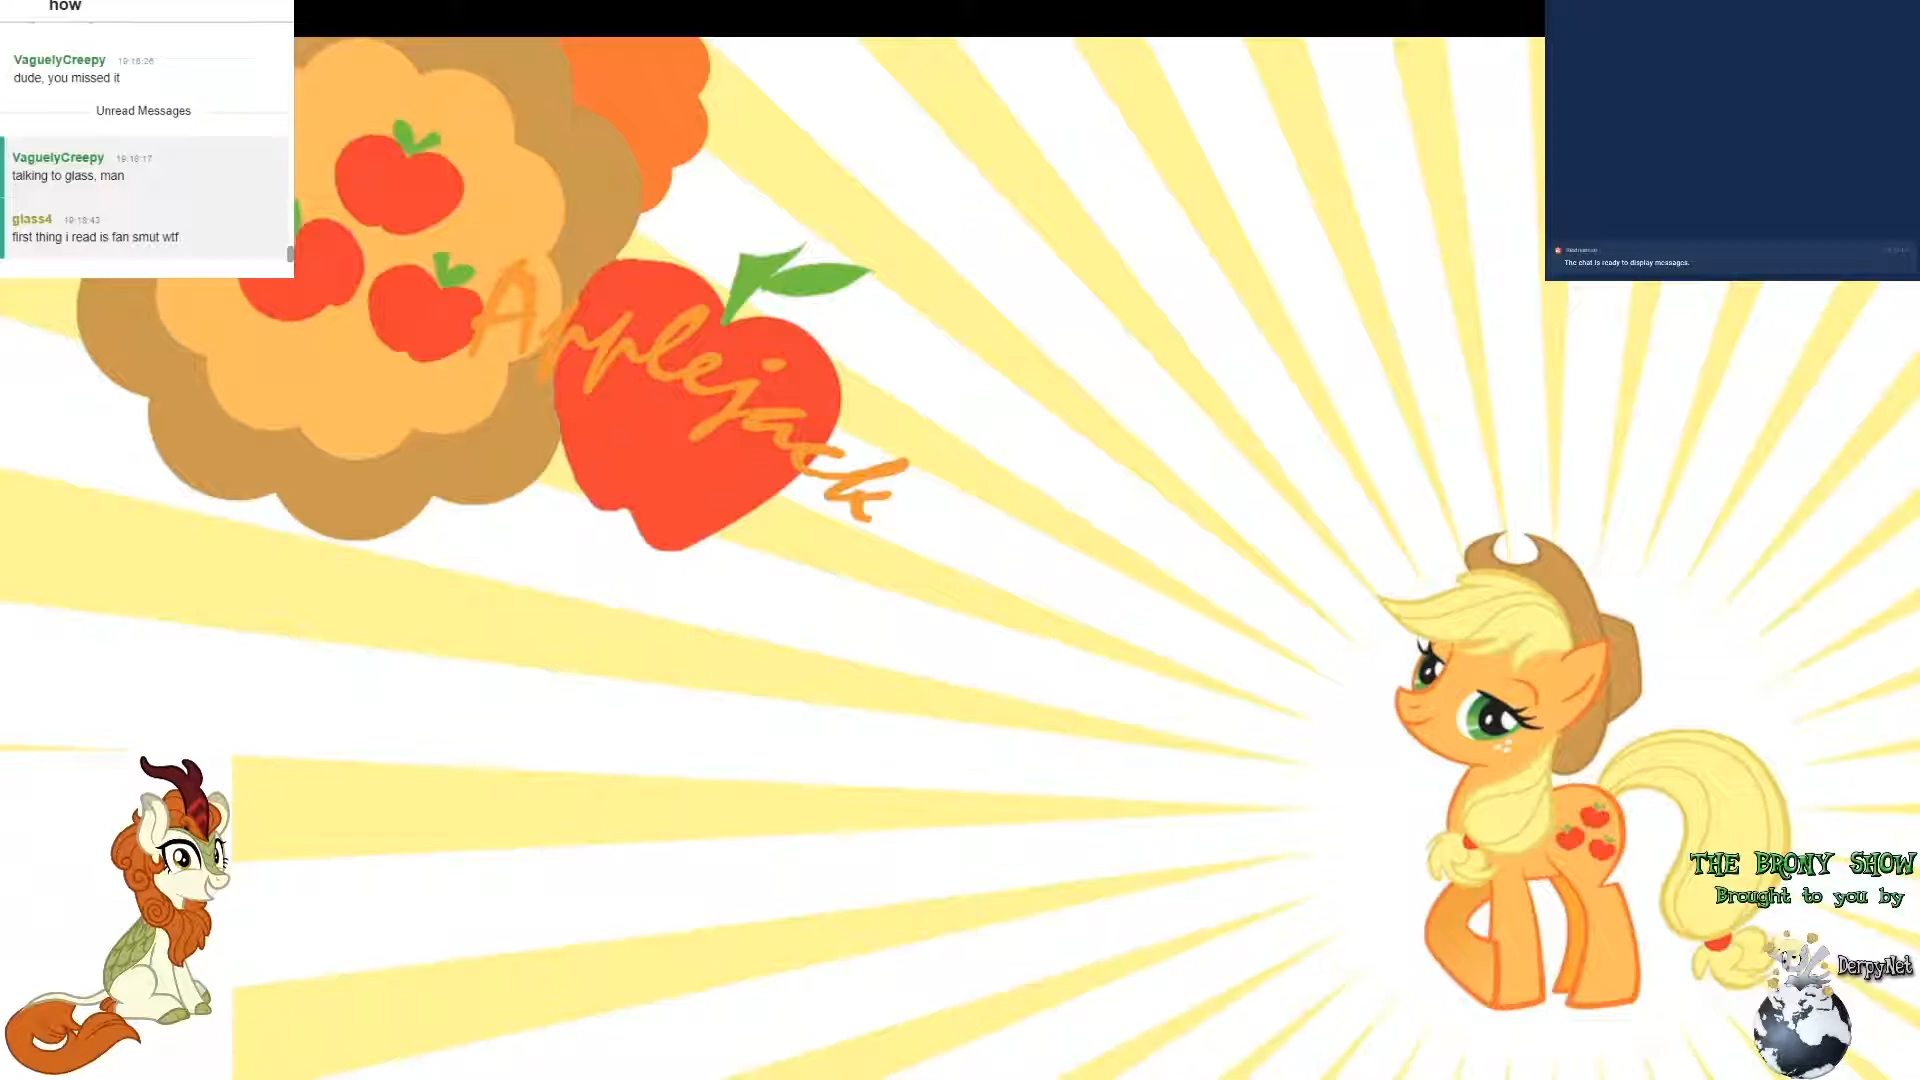 how
VaguelyCreepy 19:16:26
dude, you missed it
Unread Messages
VaguelyCreepy 19:18:17
talking to glass, man
glass4 19:18:43
first thing i read is fan smut wtf
The chat is ready to display messages.
Applejack
THE BRONY SHOW
Brought to you by
DerpyNet